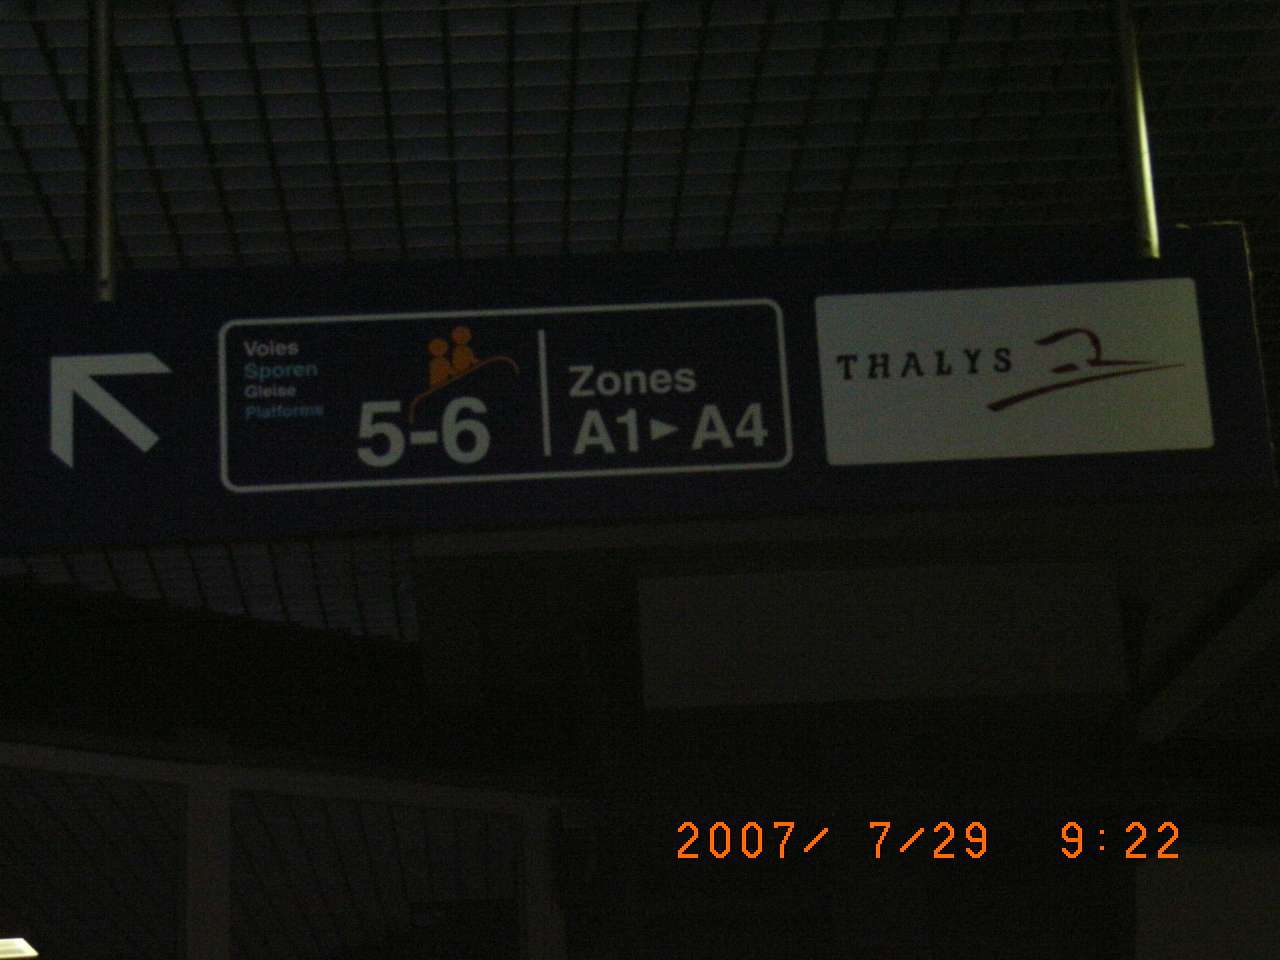 Voies
Sporen
Gleise
Platforms
5-6
Zones
A1►A4
THALYS
2007/ 7/29 9:22